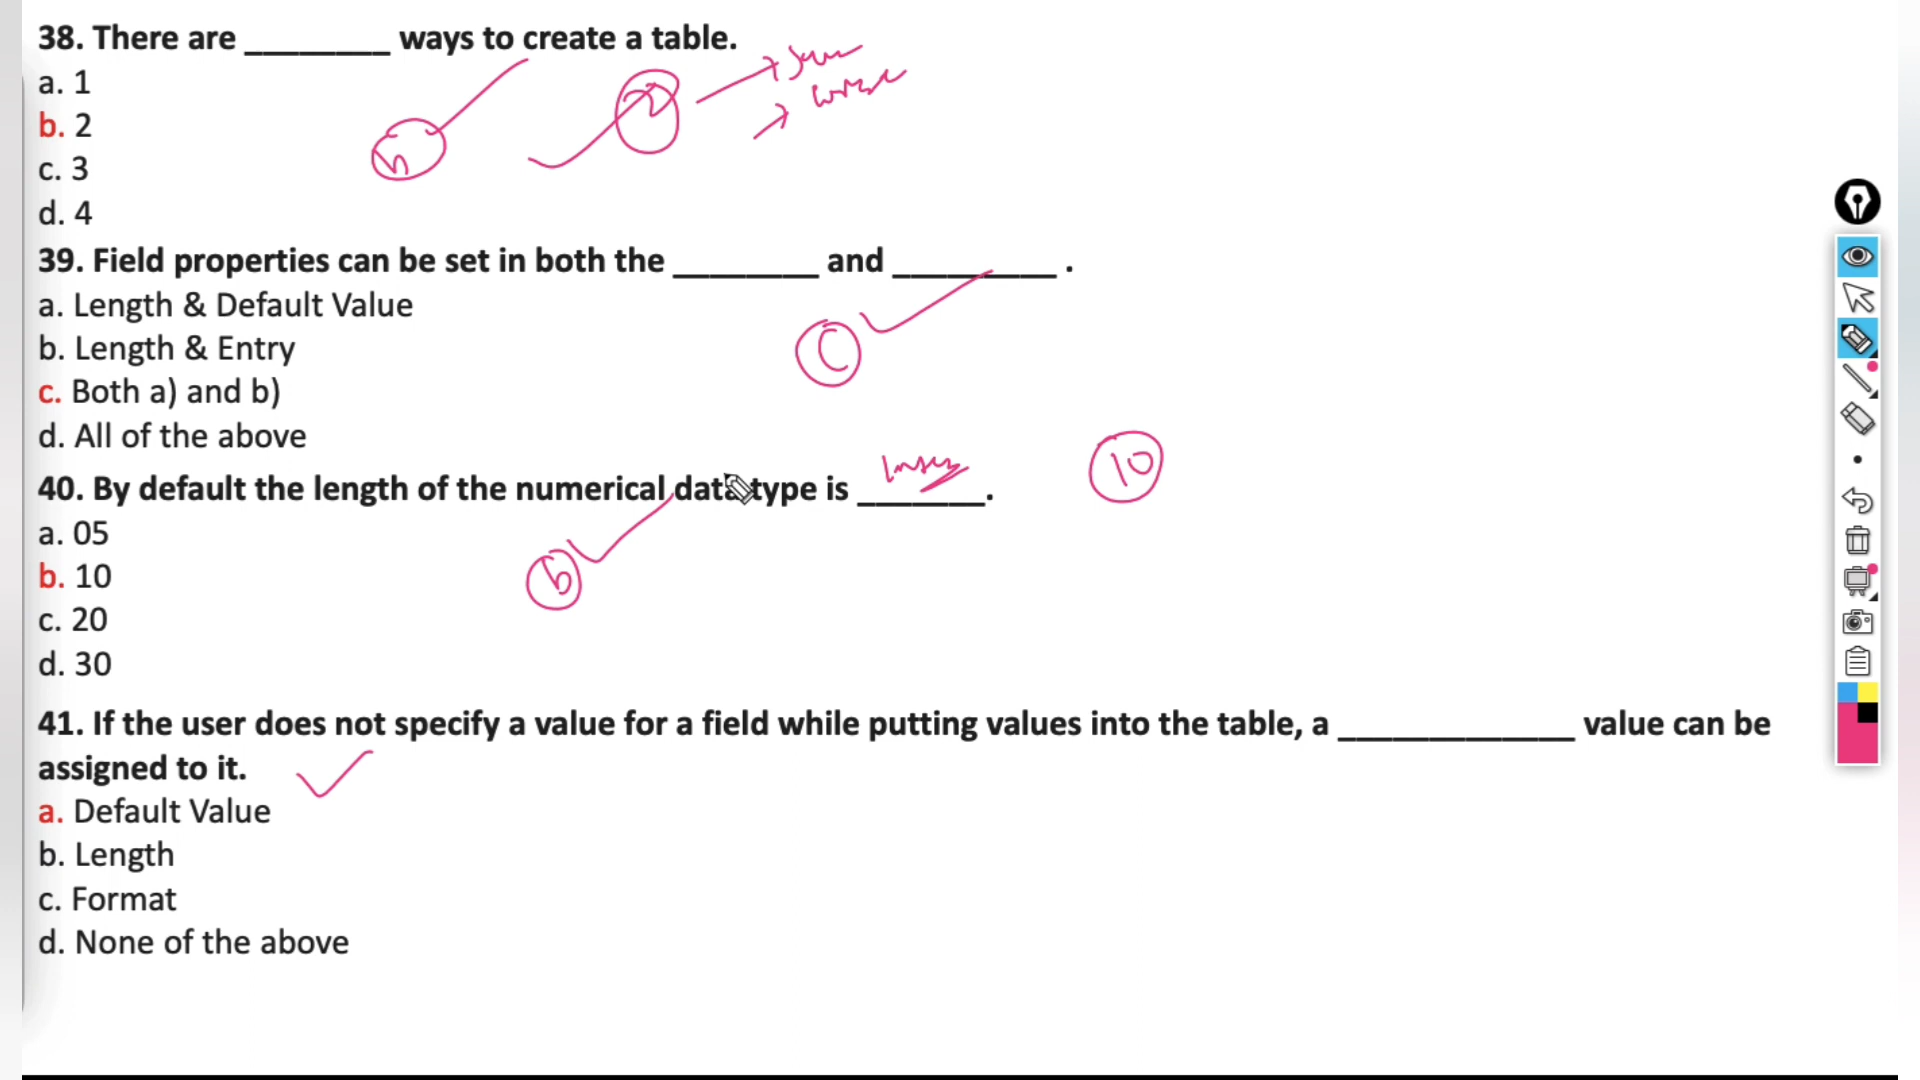 38. There are ________ ways to create a table.
a. 1
b. 2
c. 3
d. 4
2
39. Field properties can be set in both the ________ and _________ .
a. Length & Default Value
b. Length & Entry
c. Both a) and b)
d. All of the above
C
40. By default the length of the numerical data type is _______.
10
a. 05
b. 10
c. 20
d. 30
b
41. If the user does not specify a value for a field while putting values into the table, a _____________ value can be
assigned to it.
a. Default Value
b. Length
c. Format
d. None of the above